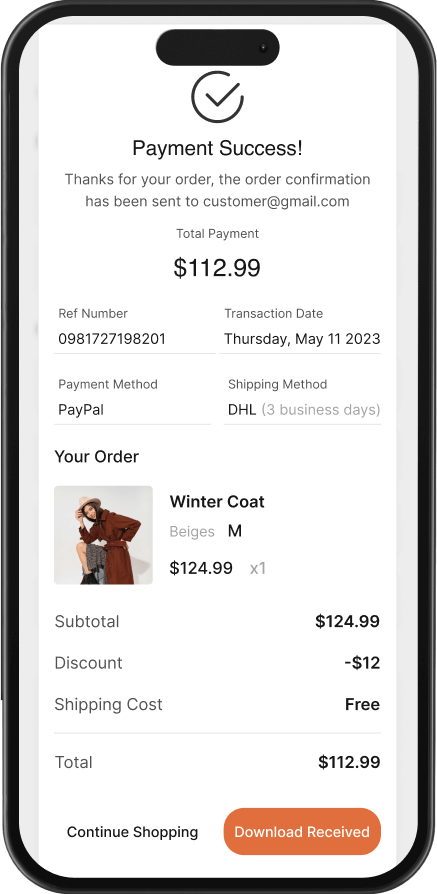 Payment Success!
Thanks for your order, the order confirmation
has been sent to customer@gmail.com
Total Payment
$112.99
Ref Number
0981727198201
Transaction Date
Thursday, May 11 2023
Payment Method
PayPal
Shipping Method
DHL (3 business days)
Your Order
Winter Coat
Beiges M
$124.99 x1
Subtotal $124.99
Discount -$12
Shipping Cost Free
Total $112.99
Continue Shopping
Download Received